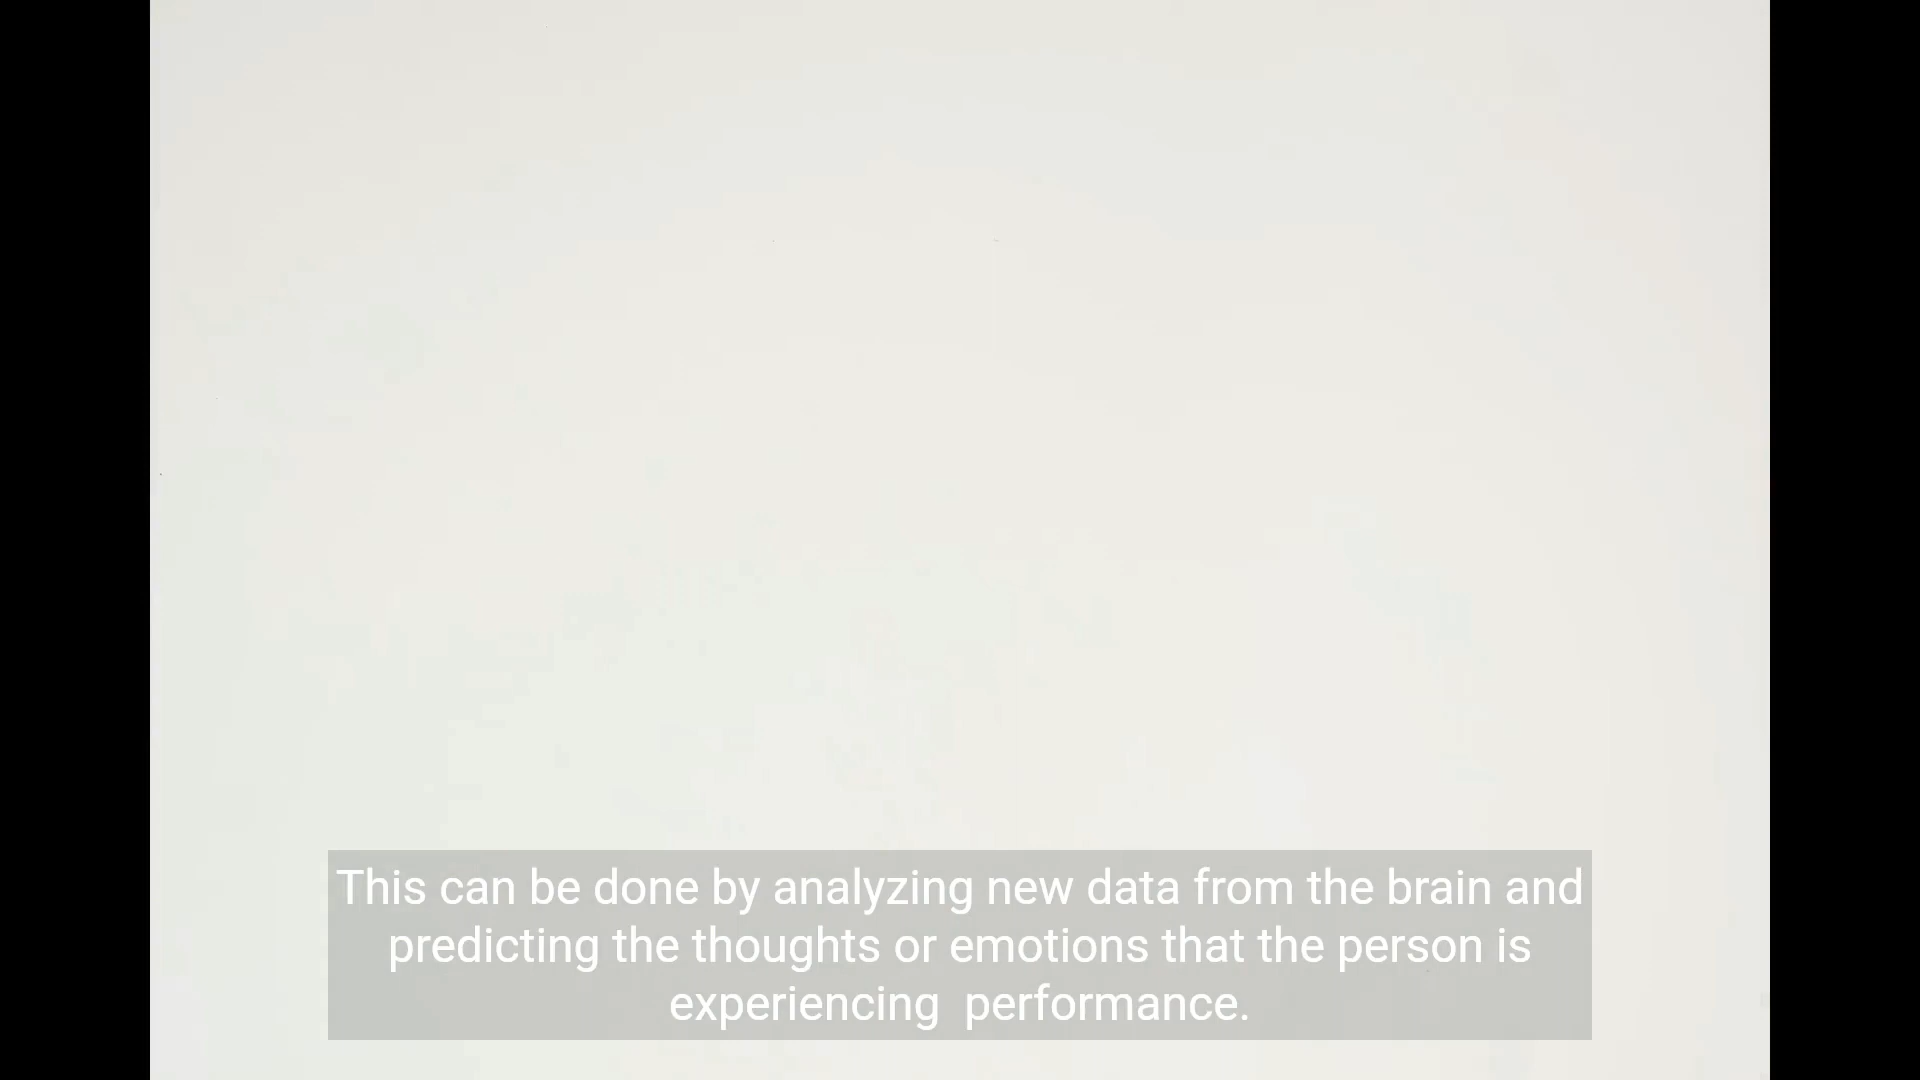 This can be done by analyzing new data from the brain and
predicting the thoughts or emotions that the person is
experiencing  performance.